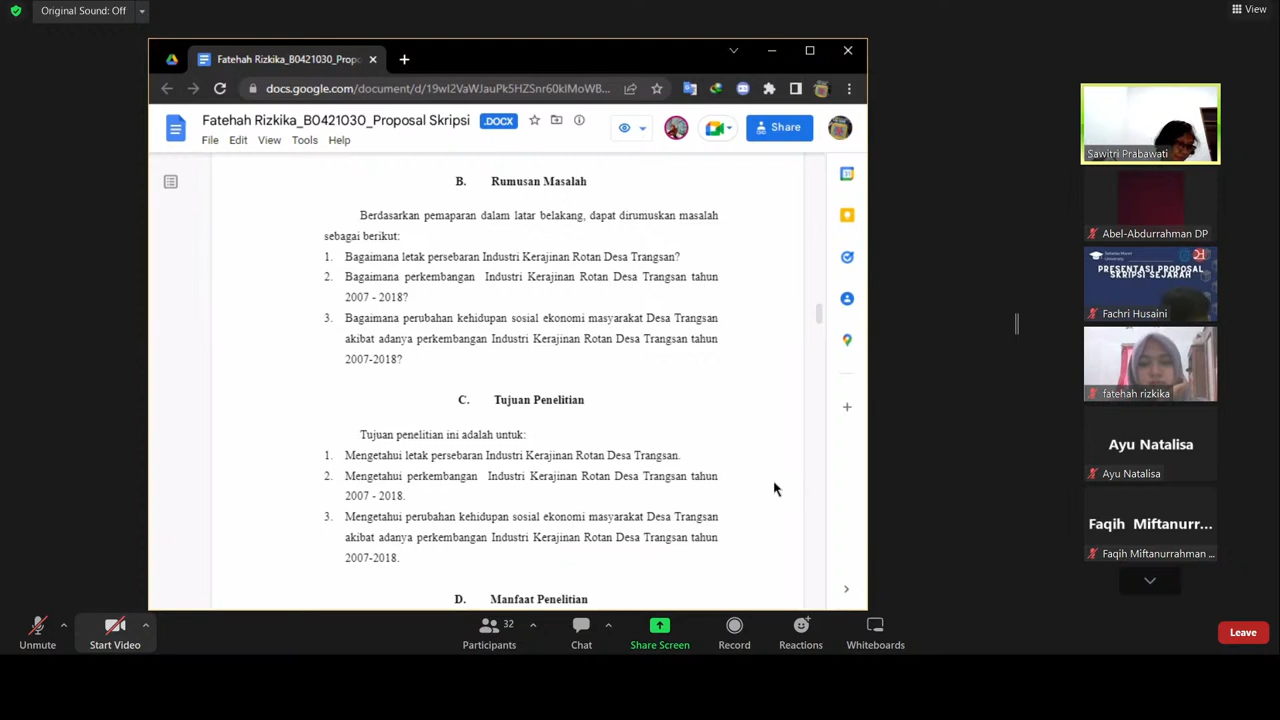 Original Sound: Off
View
Fatehah Rizkika_B0421030_Propo
docs.google.com/document/d/19wI2VaWJauPk5HZSnr60kIMoWB...
Fatehah Rizkika_B0421030_Proposal Skripsi
.DOCX
Share
File Edit View Tools Help
B. Rumusan Masalah
Berdasarkan pemaparan dalam latar belakang, dapat dirumuskan masalah
sebagai berikut:
1. Bagaimana letak persebaran Industri Kerajinan Rotan Desa Trangsan?
2. Bagaimana perkembangan Industri Kerajinan Rotan Desa Trangsan tahun
2007 - 2018?
3. Bagaimana perubahan kehidupan sosial ekonomi masyarakat Desa Trangsan
akibat adanya perkembangan Industri Kerajinan Rotan Desa Trangsan tahun
2007-2018?
C. Tujuan Penelitian
Tujuan penelitian ini adalah untuk:
1. Mengetahui letak persebaran Industri Kerajinan Rotan Desa Trangsan.
2. Mengetahui perkembangan Industri Kerajinan Rotan Desa Trangsan tahun
2007 - 2018.
3. Mengetahui perubahan kehidupan sosial ekonomi masyarakat Desa Trangsan
akibat adanya perkembangan Industri Kerajinan Rotan Desa Trangsan tahun
2007-2018.
D. Manfaat Penelitian
Sawitri Prabawati
Abel-Abdurrahman DP
PRESENTASI PROPOSAL
SKRIPSI SEJARAH
Fachri Husaini
fatehah rizkika
Ayu Natalisa
Ayu Natalisa
Faqih Miftanurr...
Faqih Miftanurrahman ...
Unmute
Start Video
Participants
32
Chat
Share Screen
Record
Reactions
Whiteboards
Leave